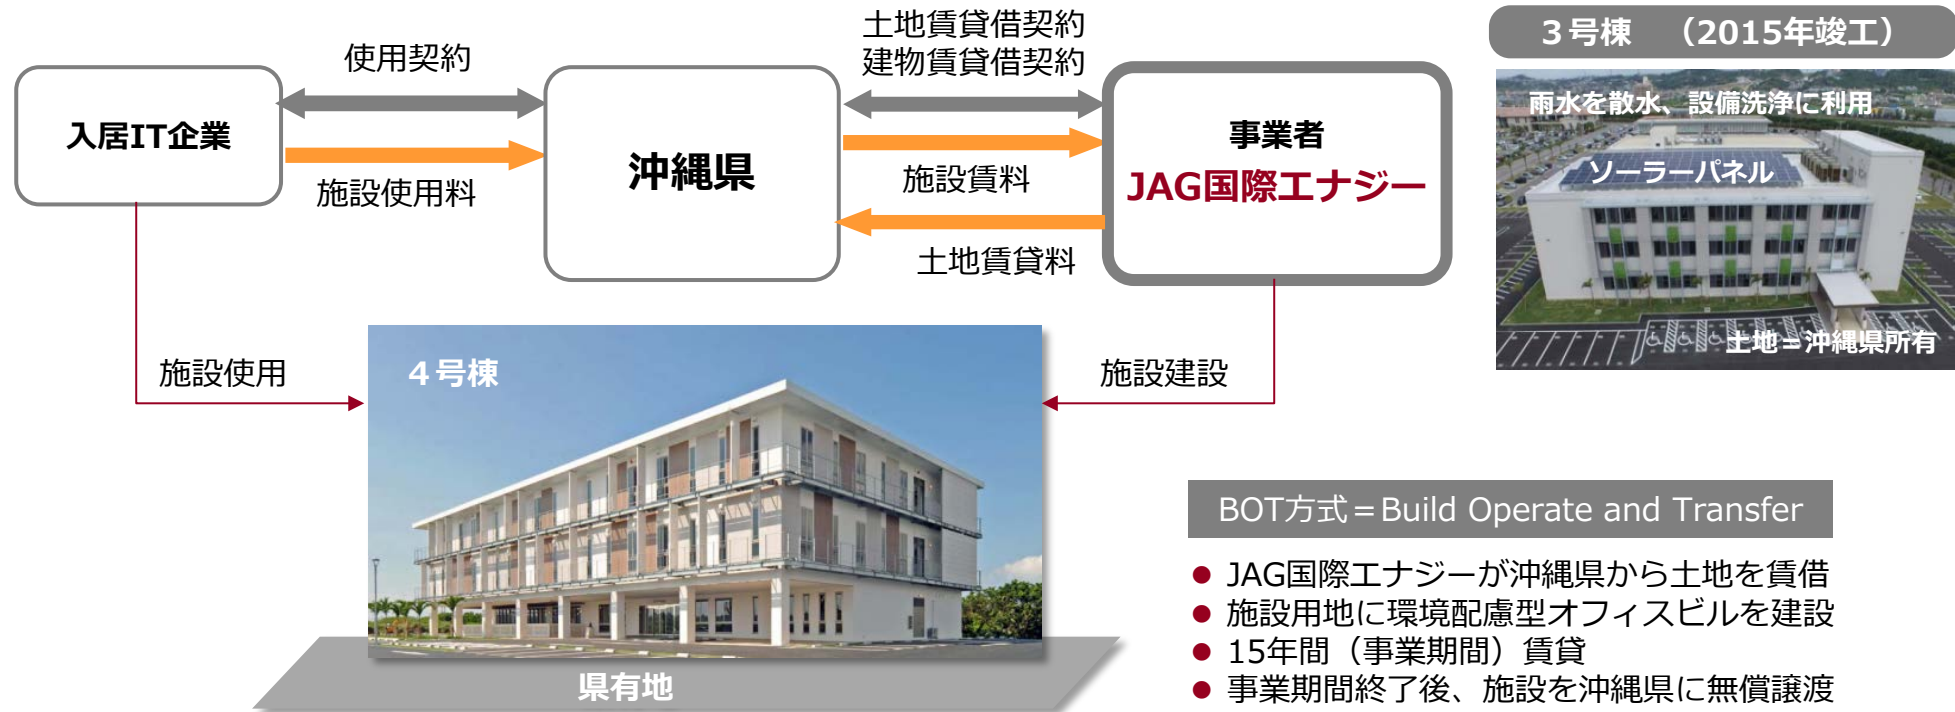 使用契約
土地賃貸借契約
建物賃貸借契約
3号棟 （2015年竣工）
入居IT企業
沖縄県
事業者
JAG国際エナジー
施設使用料
施設賃料
土地賃貸料
雨水を散水、設備洗浄に利用
ソーラーパネル
土地＝沖縄県所有
施設使用
4号棟
施設建設
県有地
BOT方式＝Build Operate and Transfer
● JAG国際エナジーが沖縄県から土地を賃借
● 施設用地に環境配慮型オフィスビルを建設
● 15年間（事業期間）賃貸
● 事業期間終了後、施設を沖縄県に無償譲渡